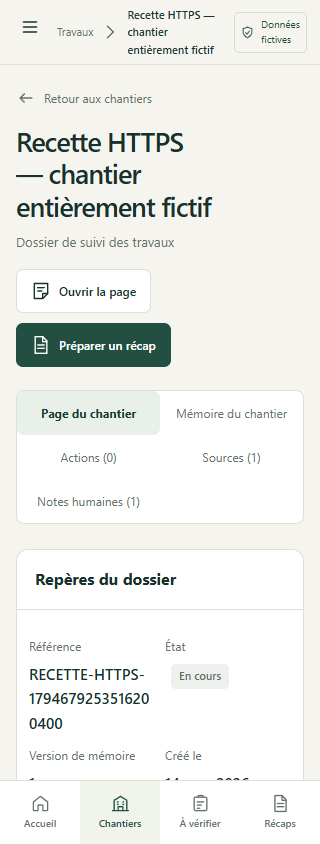 Travaux
Recette HTTPS —
chantier
entièrement fictif
Données
fictives
Retour aux chantiers
Recette HTTPS
— chantier
entièrement fictif
Dossier de suivi des travaux
Ouvrir la page
Préparer un récap
Page du chantier
Mémoire du chantier
Actions (0)
Sources (1)
Notes humaines (1)
Repères du dossier
Référence
État
RECETTE-HTTPS-
179467925351620
0400
En cours
Version de mémoire
Créé le
Accueil
Chantiers
À vérifier
Récaps